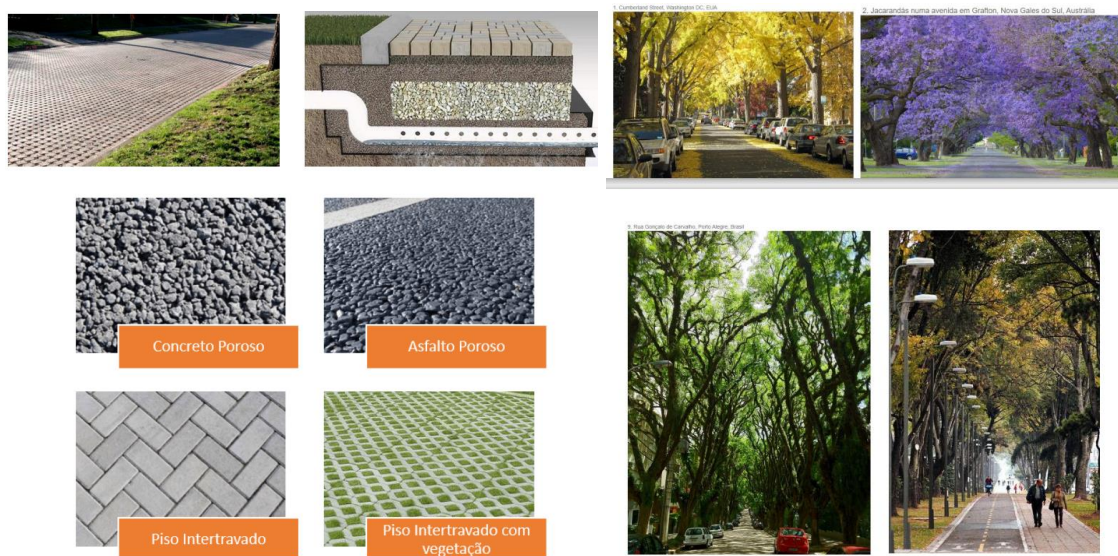 1. Cumberland Street, Washington DC, EUA
2. Jacarandás numa avenida em Grafton, Nova Gales do Sul, Austrália
Concreto Poroso
Asfalto Poroso
5. Rua Gonçalo de Carvalho, Porto Alegre, Brasil
Piso Intertravado
Piso Intertravado com
vegetação